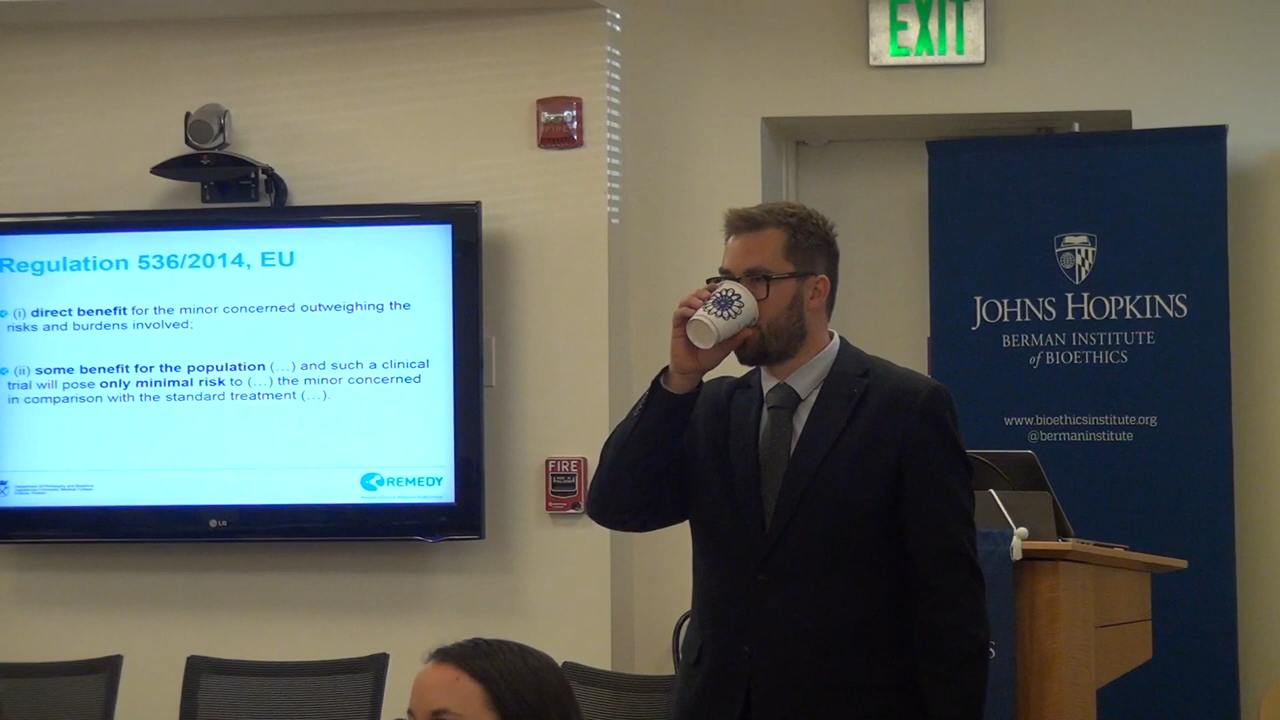 EXIT
FIRE
Regulation 536/2014, EU
(i) direct benefit for the minor concerned outweighing the
risks and burdens involved;
(ii) some benefit for the population (...) and such a clinical
trial will pose only minimal risk to (...) the minor concerned
in comparison with the standard treatment (...).
REMEDY
LG
FIRE
JOHNS HOPKINS
BERMAN INSTITUTE
of BIOETHICS
www.bioethicsinstitute.org
@bermaninstitute
S